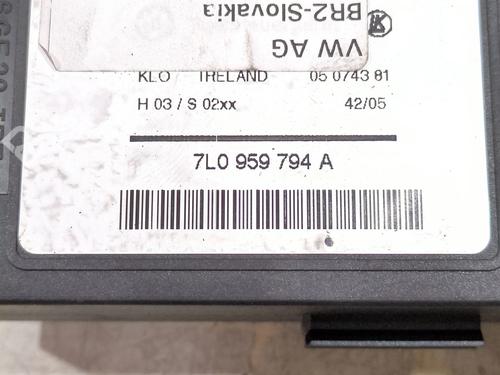 BR2-Slovakia
VW AG
KLO IRELAND 05 0743 81
H 03 / S 02xx 42/05
7L0 959 794 A